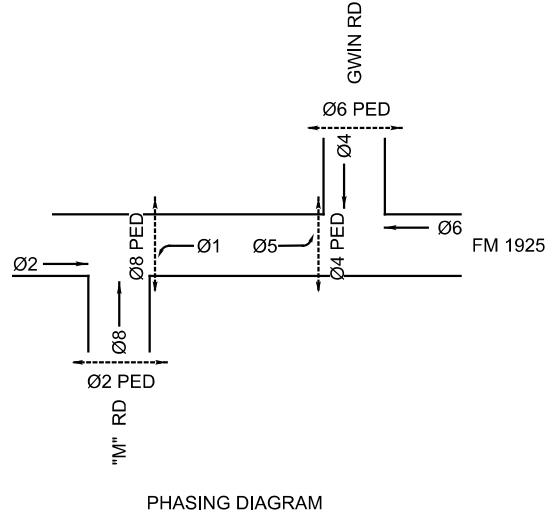 GWIN RD
Ø6 PED
Ø4
Ø8 PED
Ø1
Ø5
Ø4 PED
Ø6
FM 1925
Ø2
Ø8
Ø2 PED
"M" RD
PHASING DIAGRAM